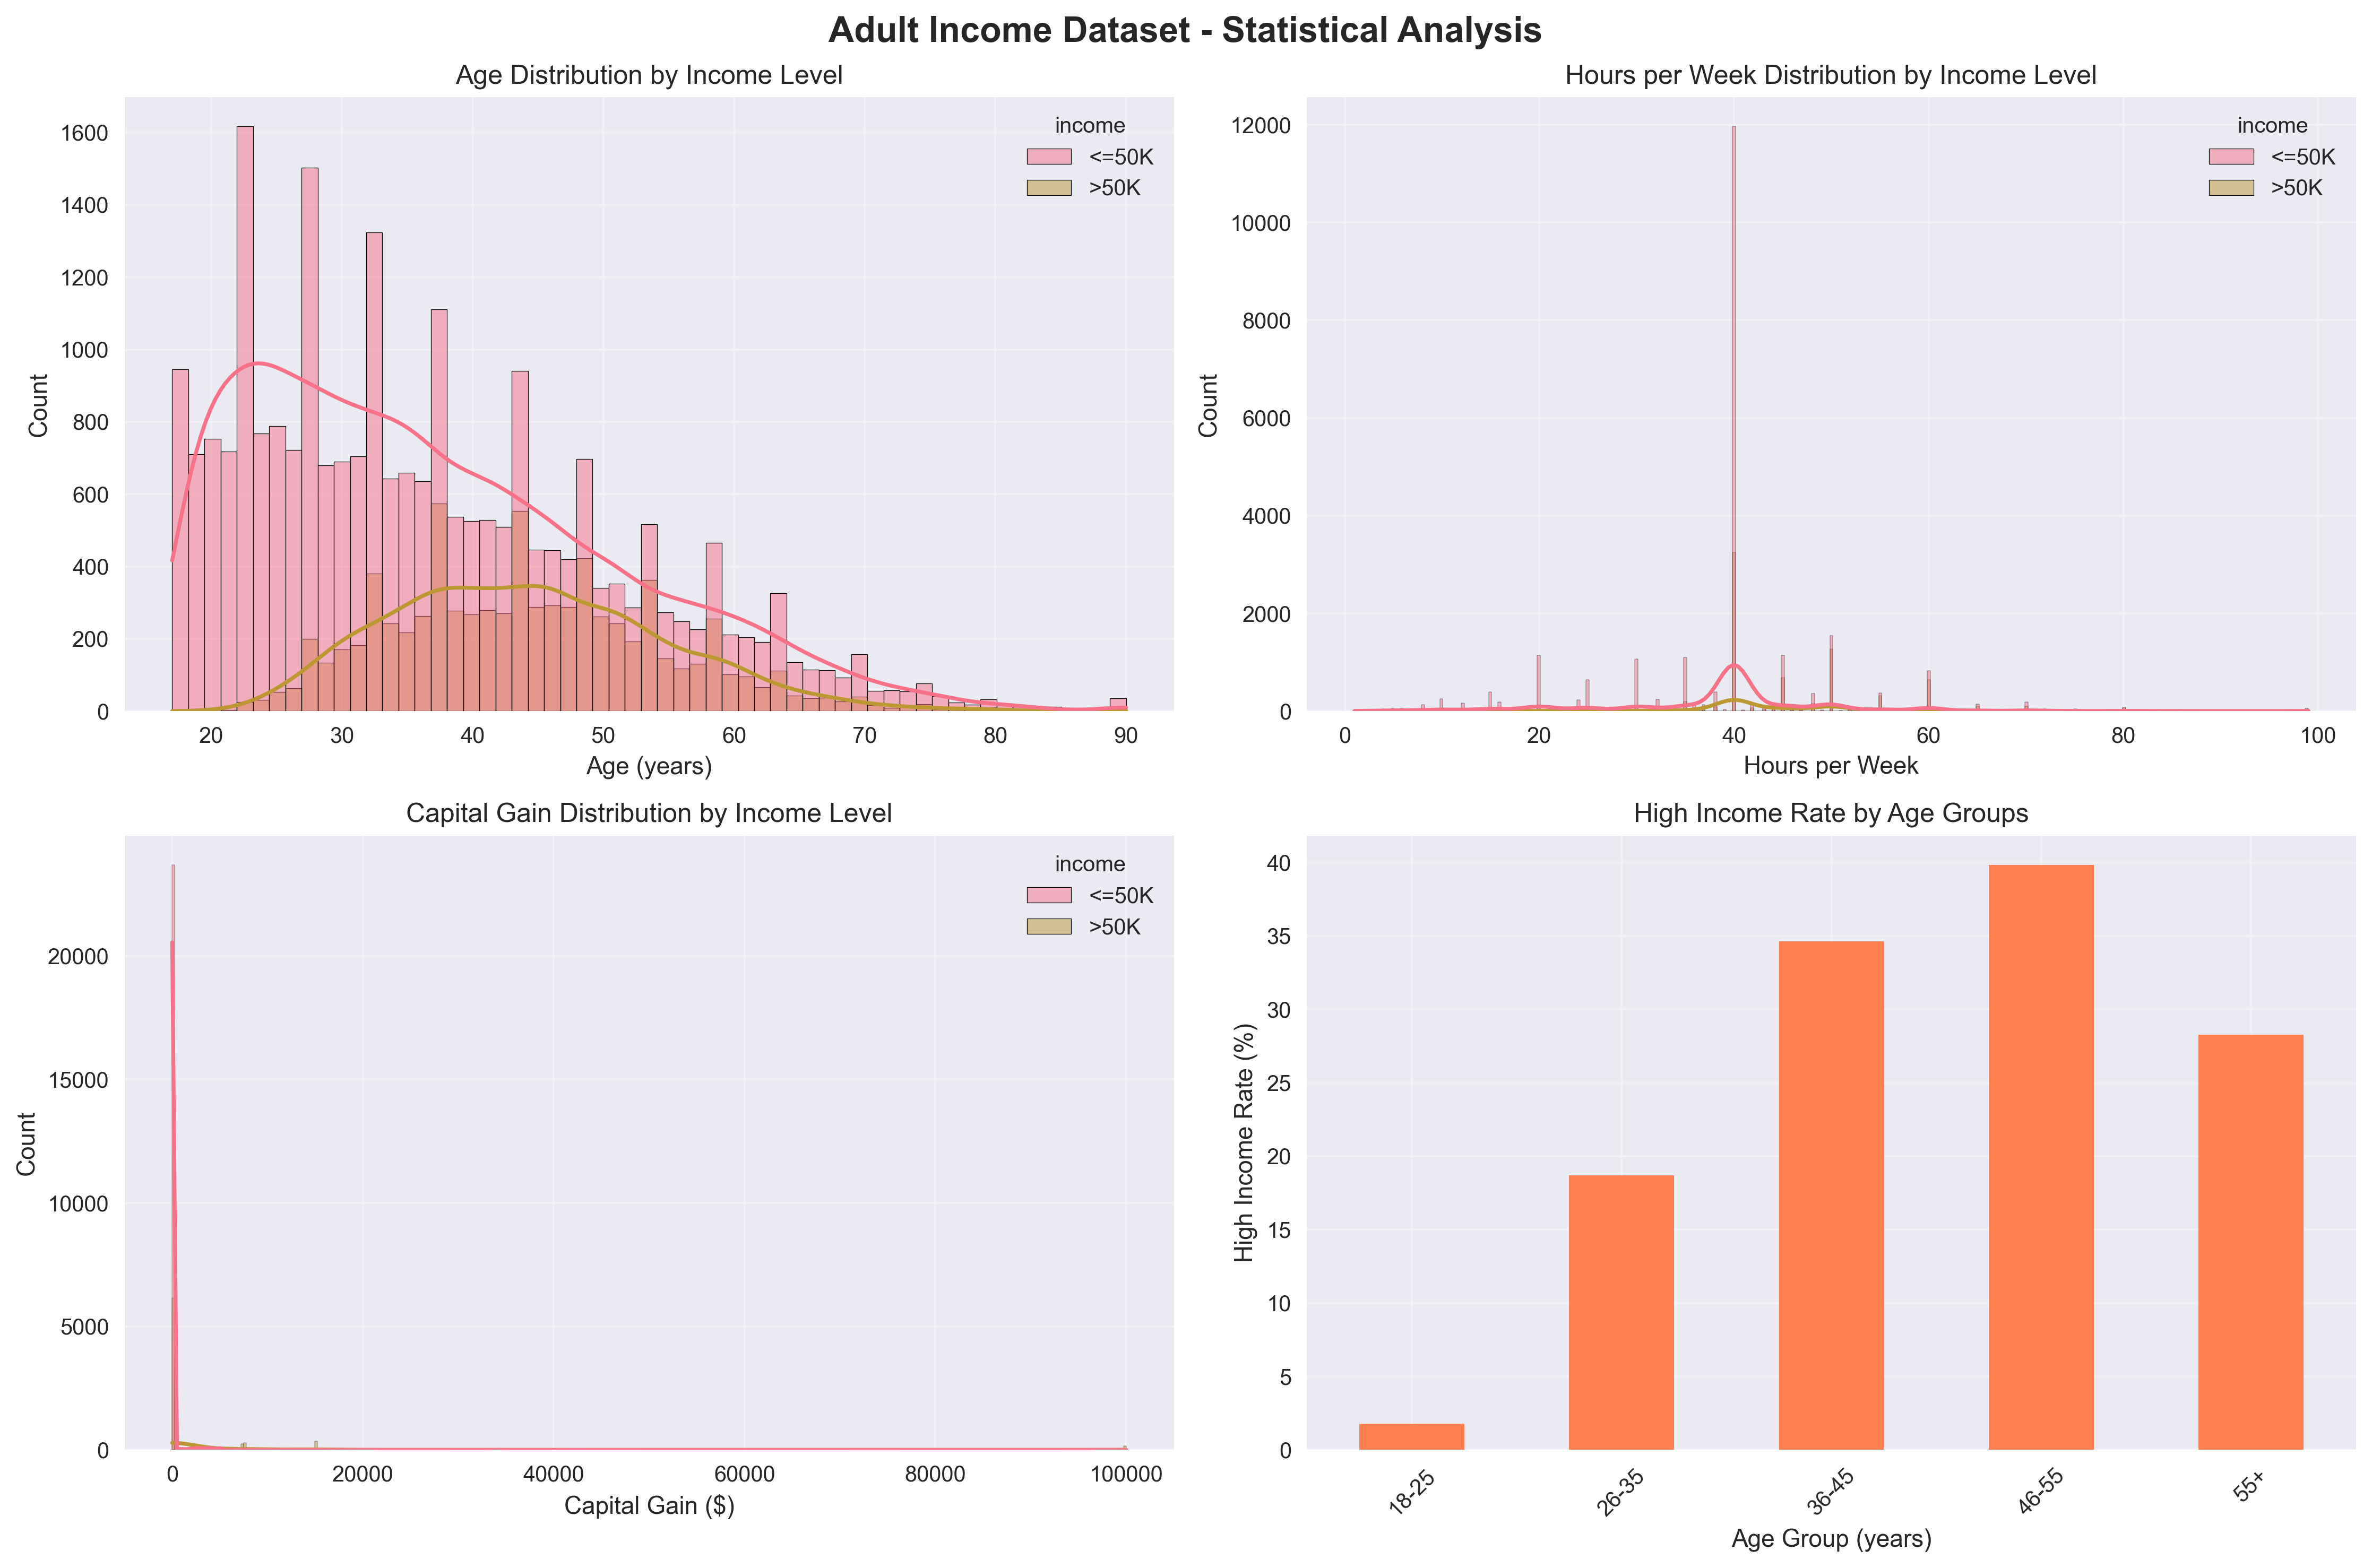 Adult Income Dataset - Statistical Analysis
Age Distribution by Income Level
Count
1600
1400
1200
1000
800
600
400
200
0
20 30 40 50 60 70 80 90
Age (years)
income
<=50K
>50K
Hours per Week Distribution by Income Level
Count
12000
10000
8000
6000
4000
2000
0
0 20 40 60 80 100
Hours per Week
income
<=50K
>50K
Capital Gain Distribution by Income Level
Count
20000
15000
10000
5000
0
0 20000 40000 60000 80000 100000
Capital Gain ($)
income
<=50K
>50K
High Income Rate by Age Groups
High Income Rate (%)
40
35
30
25
20
15
10
5
0
18-25 26-35 36-45 46-55 55+
Age Group (years)